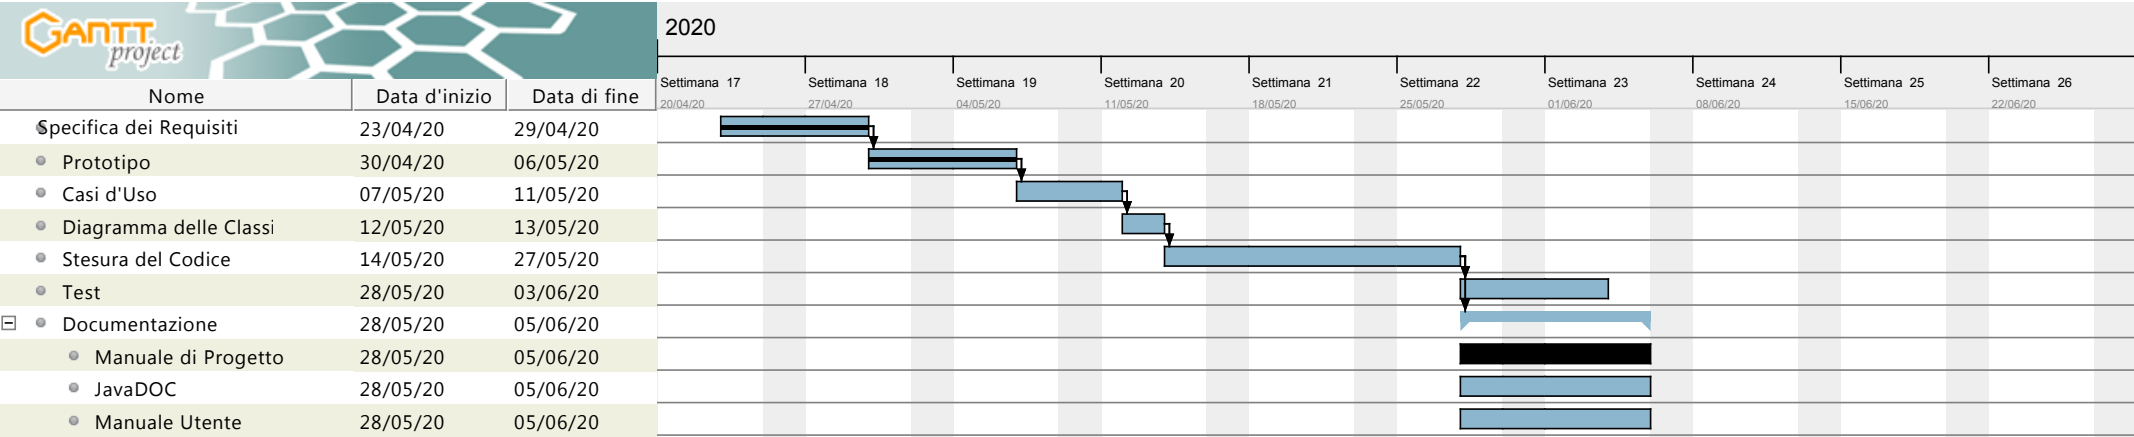 GANTT
project
2020
Settimana 17 Settimana 18 Settimana 19 Settimana 20 Settimana 21 Settimana 22 Settimana 23 Settimana 24 Settimana 25 Settimana 26
20/04/20 27/04/20 04/05/20 11/05/20 18/05/20 25/05/20 01/06/20 08/06/20 15/06/20 22/06/20
Nome Data d'inizio Data di fine
Specifica dei Requisiti 23/04/20 29/04/20
Prototipo 30/04/20 06/05/20
Casi d'Uso 07/05/20 11/05/20
Diagramma delle Classi 12/05/20 13/05/20
Stesura del Codice 14/05/20 27/05/20
Test 28/05/20 03/06/20
Documentazione 28/05/20 05/06/20
Manuale di Progetto 28/05/20 05/06/20
JavaDOC 28/05/20 05/06/20
Manuale Utente 28/05/20 05/06/20